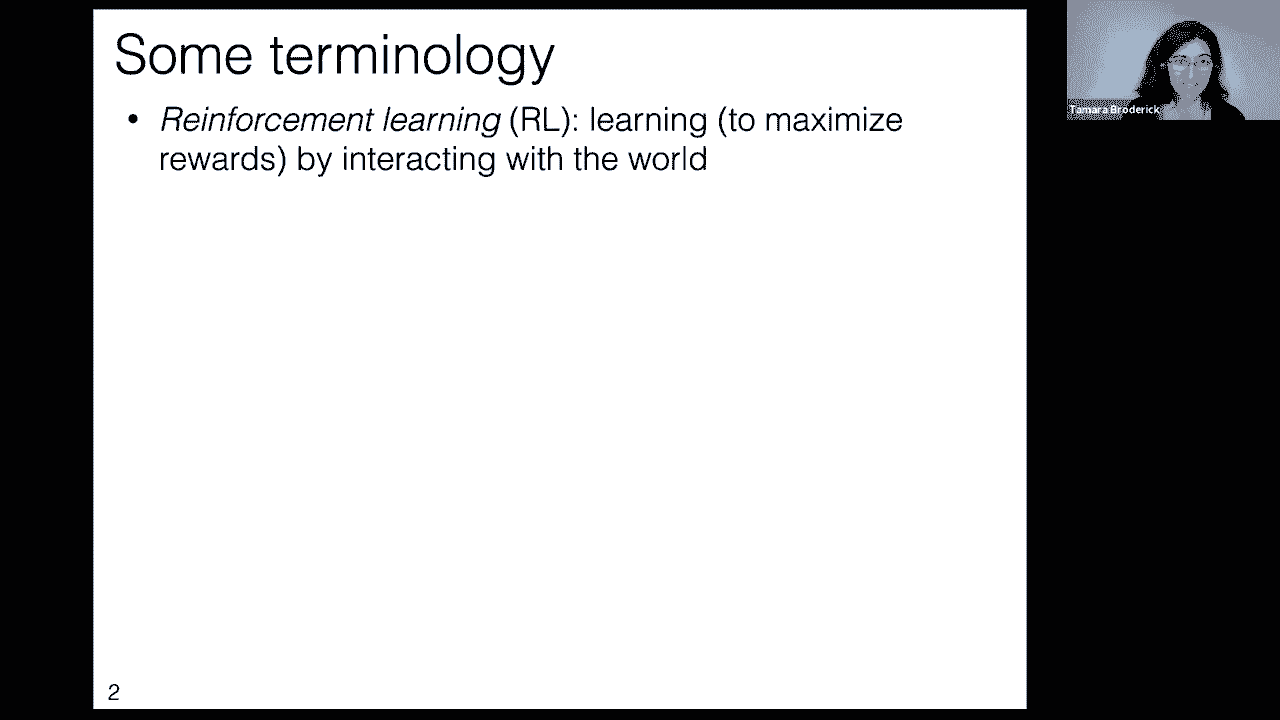 Some terminology
• Reinforcement learning (RL): learning (to maximize
rewards) by interacting with the world
Tamara Broderick
2